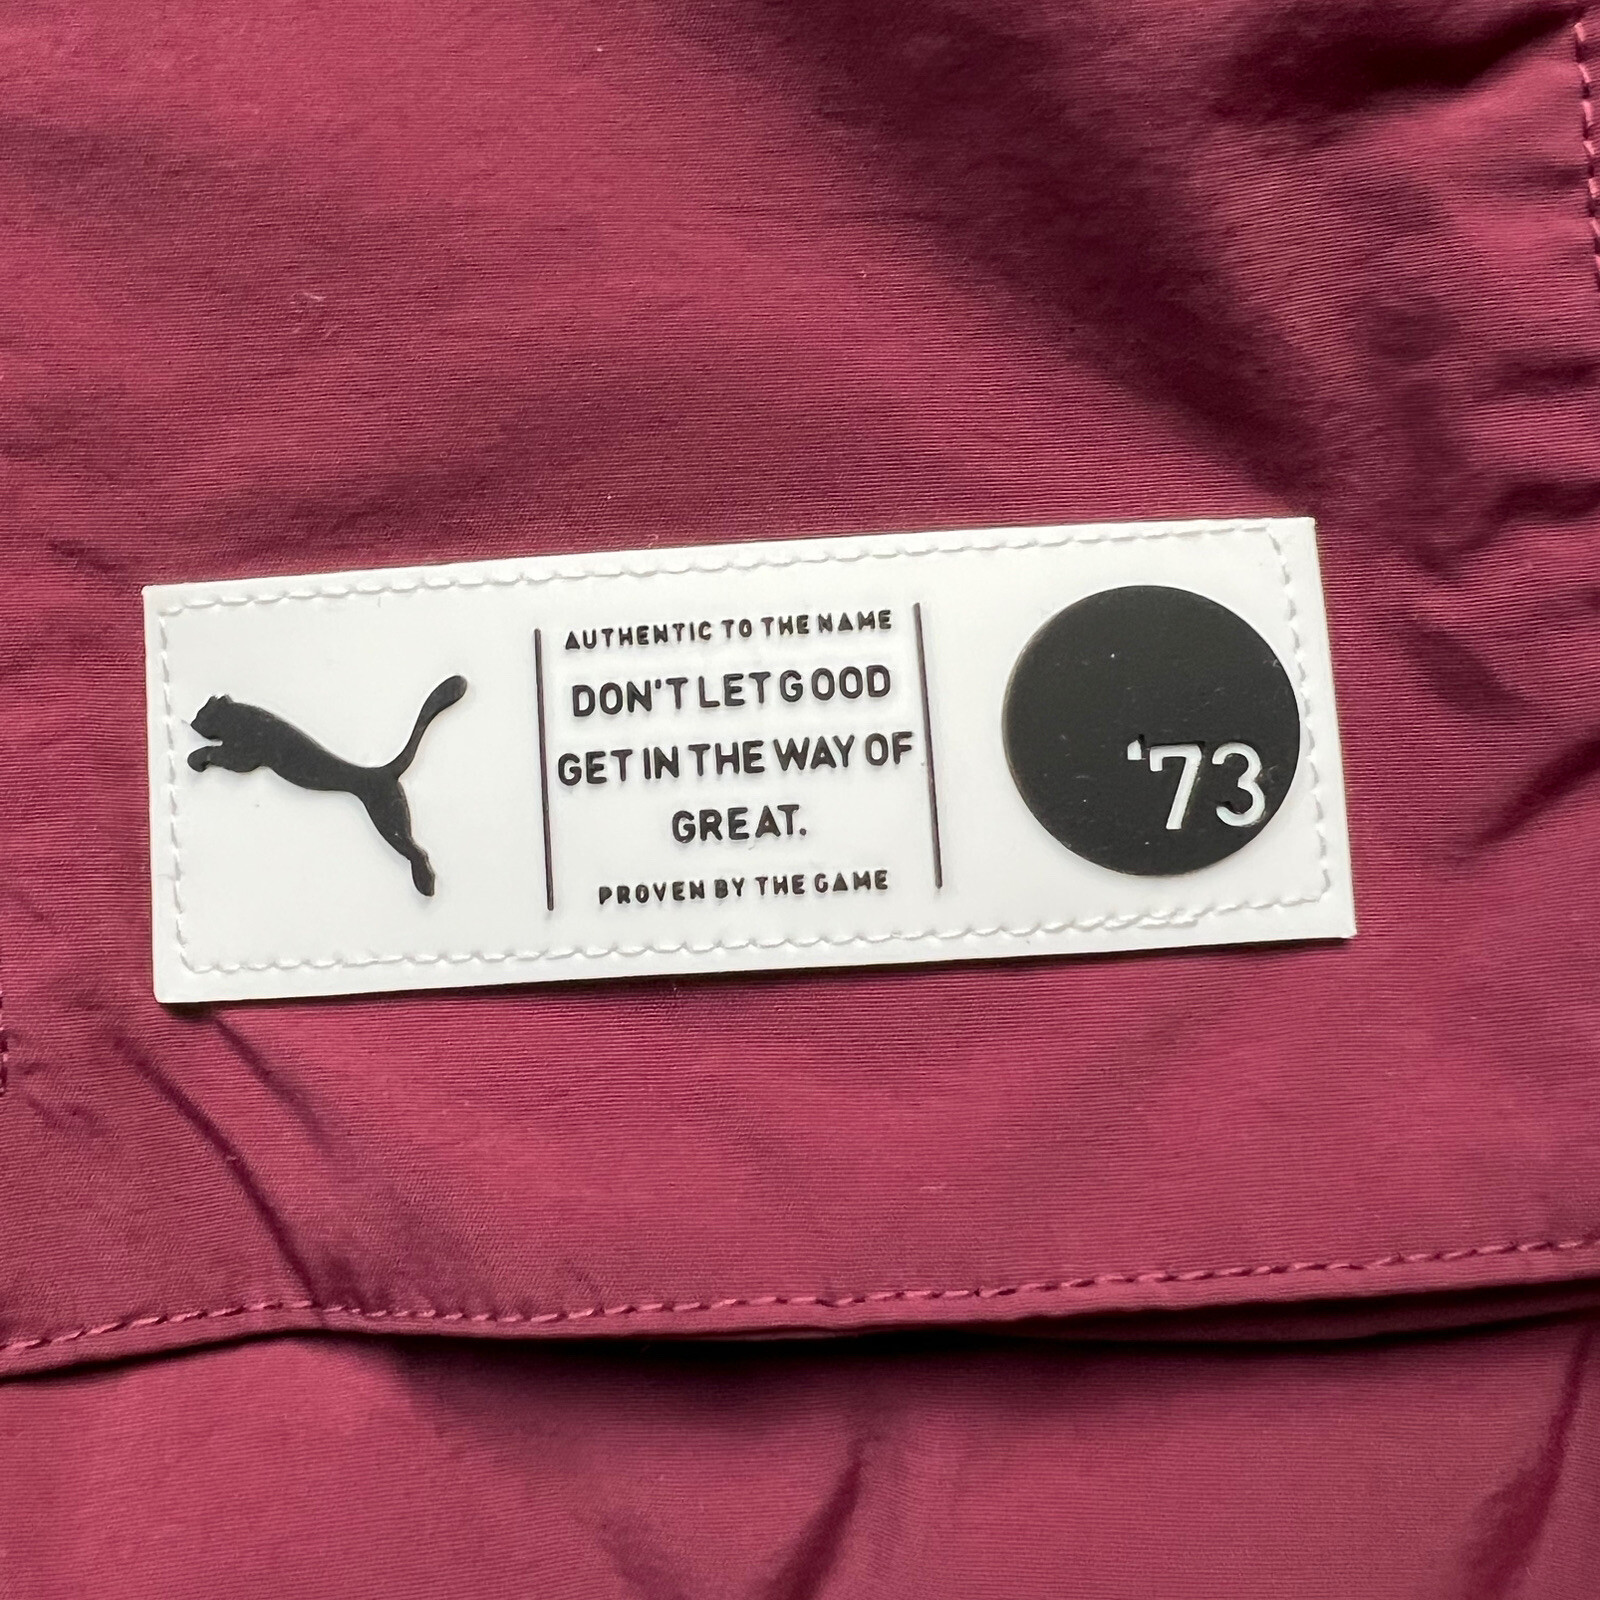 AUTHENTIC TO THE NAME
DON'T LET GOOD
GET IN THE WAY OF
GREAT.
PROVEN BY THE GAME
'73